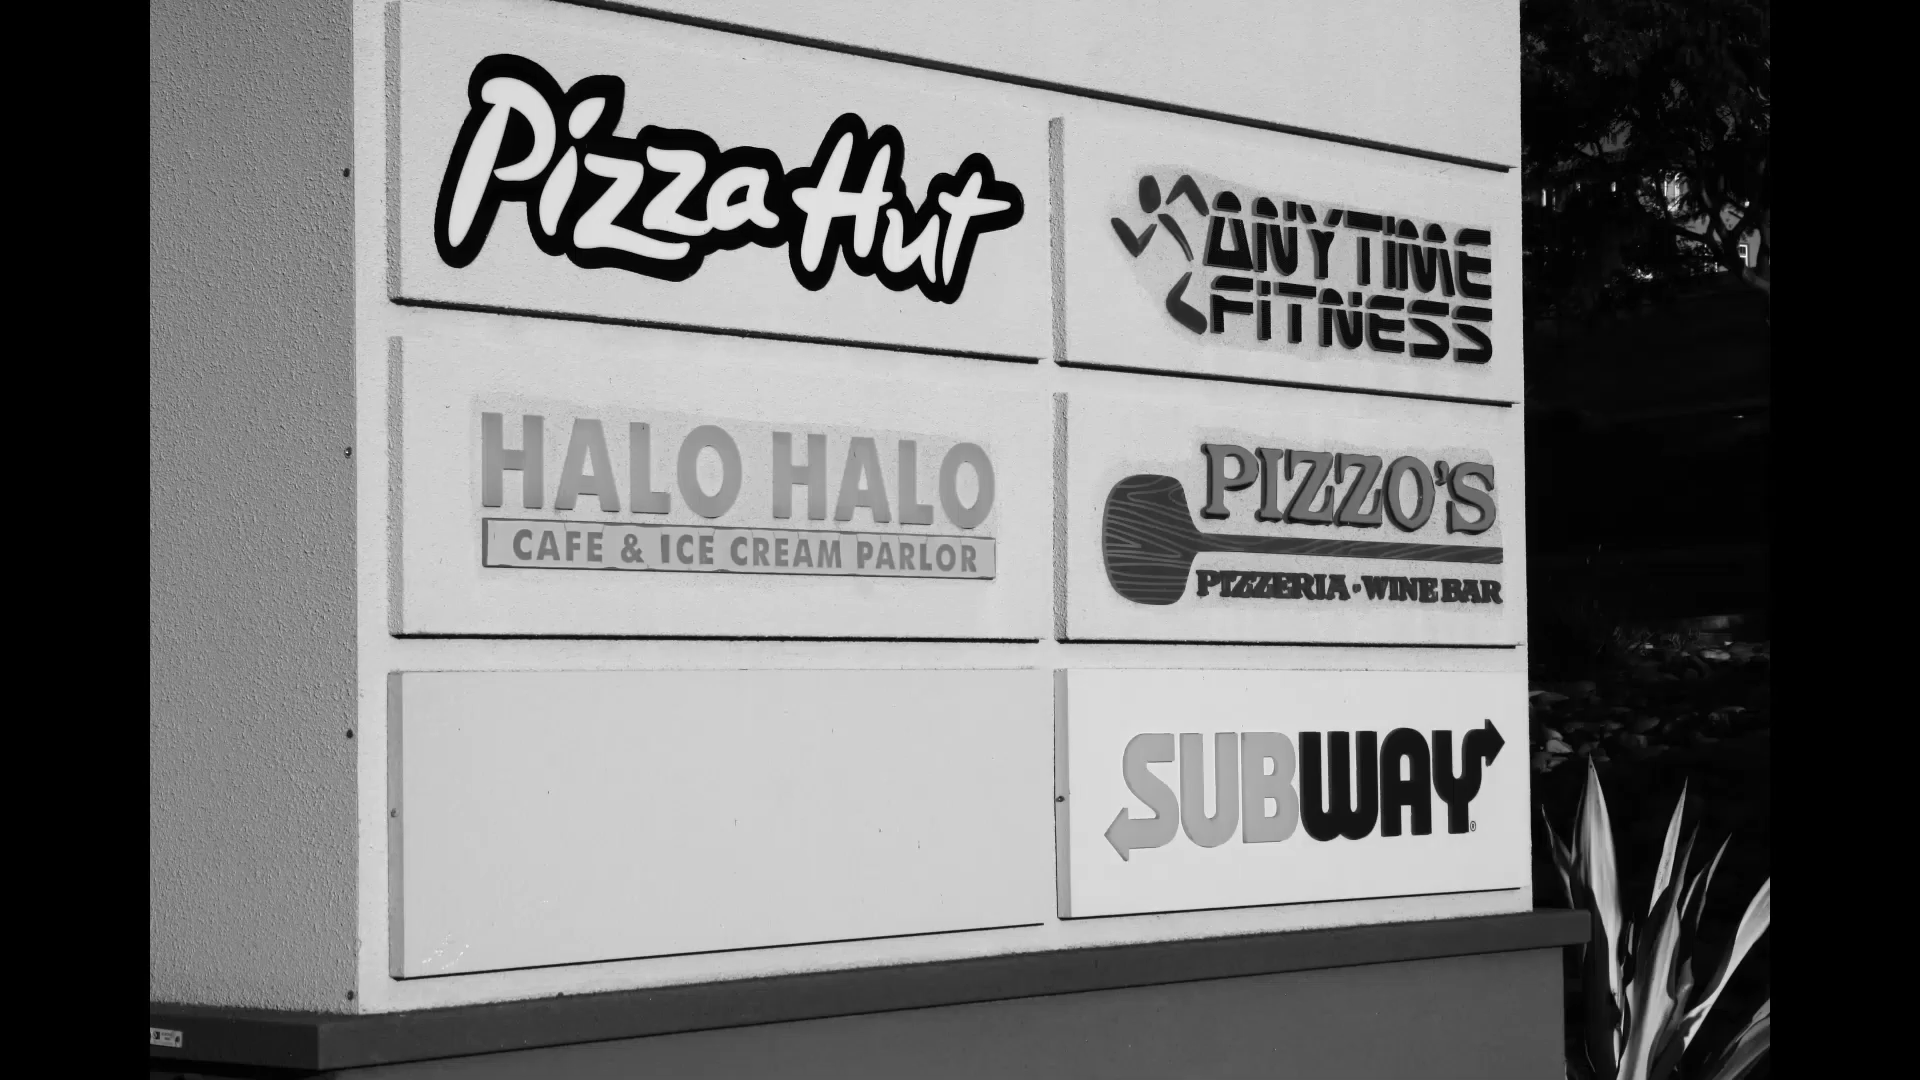 Pizza Hut
ANYTIME
FITNESS
HALO HALO
CAFE & ICE CREAM PARLOR
PIZZO'S
PIZZERIA • WINE BAR
SUBWAY®